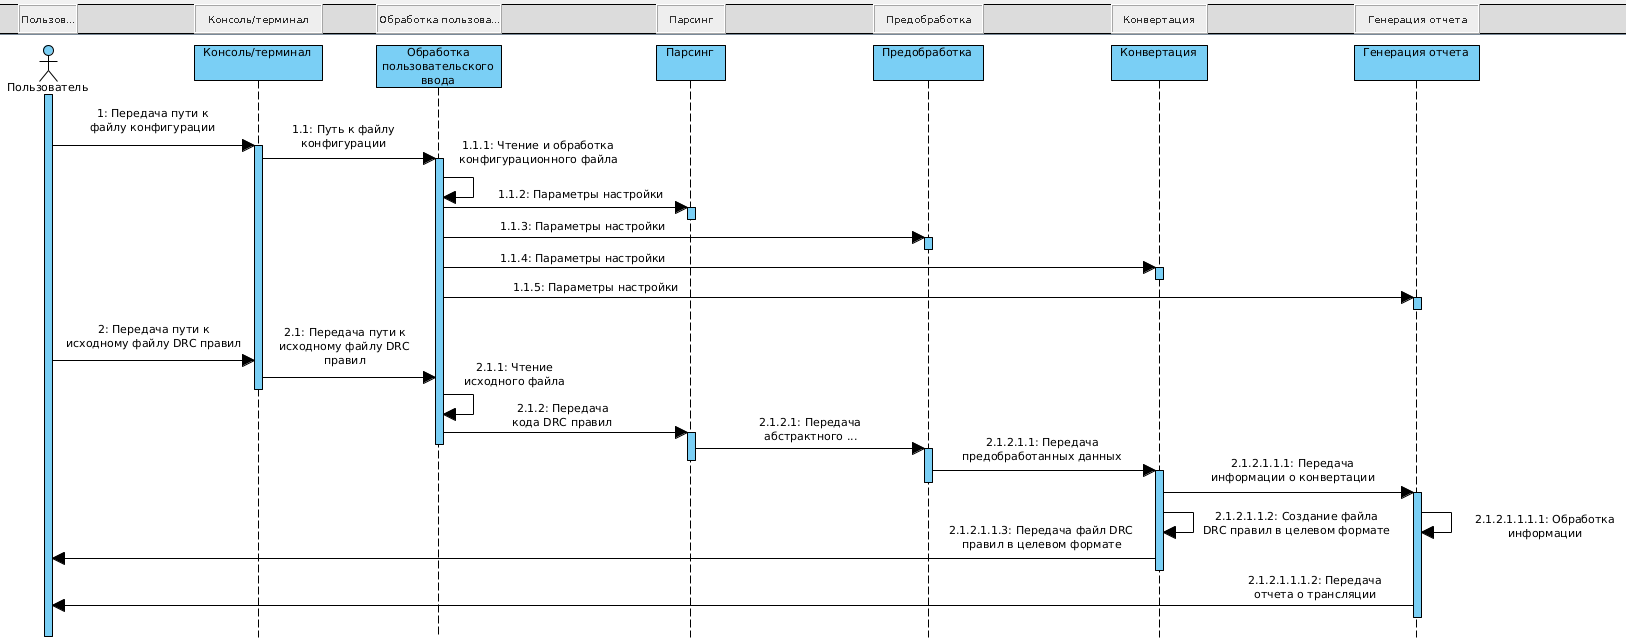 Пользов...
Консоль/терминал
Обработка пользова...
Парсинг
Предобработка
Конвертация
Генерация отчета
Пользователь
Консоль/терминал
Обработка
пользовательского
ввода
Парсинг
Предобработка
Конвертация
Генерация отчета
1: Передача пути к
файлу конфигурации
1.1: Путь к файлу
конфигурации
1.1.1: Чтение и обработка
конфигурационного файла
1.1.2: Параметры настройки
1.1.3: Параметры настройки
1.1.4: Параметры настройки
1.1.5: Параметры настройки
2: Передача пути к
исходному файлу DRC правил
2.1: Передача пути к
исходному файлу DRC
правил
2.1.1: Чтение
исходного файла
2.1.2: Передача
кода DRC правил
2.1.2.1: Передача
абстрактного ...
2.1.2.1.1: Передача
предобработанных данных
2.1.2.1.1.1: Передача
информации о конвертации
2.1.2.1.1.2: Создание файла
DRC правил в целевом формате
2.1.2.1.1.1.1: Обработка
информации
2.1.2.1.1.3: Передача файл DRC
правил в целевом формате
2.1.2.1.1.1.2: Передача
отчета о трансляции